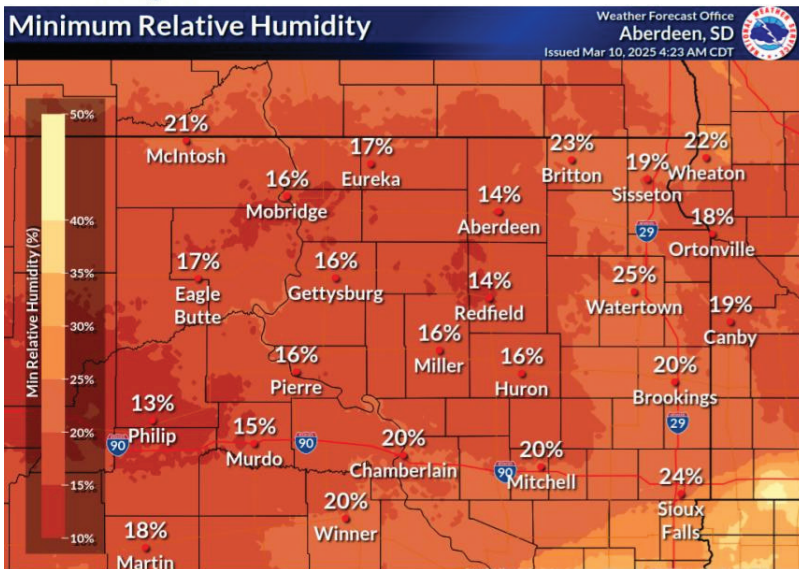 Minimum Relative Humidity
Weather Forecast Office
Aberdeen, SD
Issued Mar 10, 2025 4:23 AM CDT
NATIONAL WEATHER SERVICE
Min Relative Humidity (%)
50%
40%
35%
30%
25%
20%
15%
10%
21%
McIntosh
17%
Eureka
23%
Britton
19%
Sisseton
22%
Wheaton
16%
Mobridge
14%
Aberdeen
29
18%
Ortonville
17%
Eagle
Butte
16%
Gettysburg
14%
Redfield
25%
Watertown
19%
Canby
16%
Miller
16%
Pierre
16%
Huron
20%
Brookings
29
13%
Philip
90
15%
Murdo
90
20%
Chamberlain
90
20%
Mitchell
24%
Sioux
Falls
20%
Winner
18%
Martin